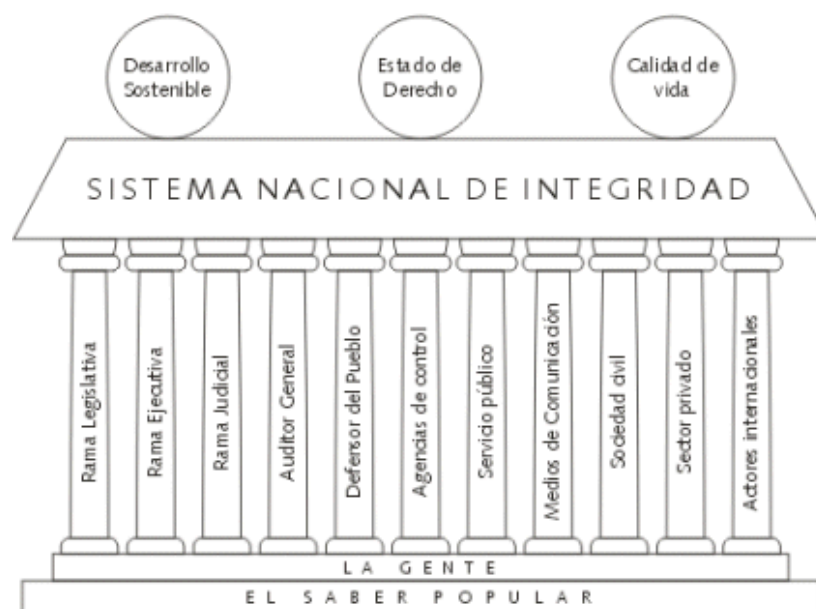 Desarrollo
Sostenible
Estado de
Derecho
Calidad de
vida
SISTEMA NACIONAL DE INTEGRIDAD
Rama Legislativa
Rama Ejecutiva
Rama Judicial
Auditor General
Defensor del Pueblo
Agencias de control
Servicio público
Medios de Comunicación
Sociedad civil
Sector privado
Actores internacionales
LA GENTE
EL SABER POPULAR